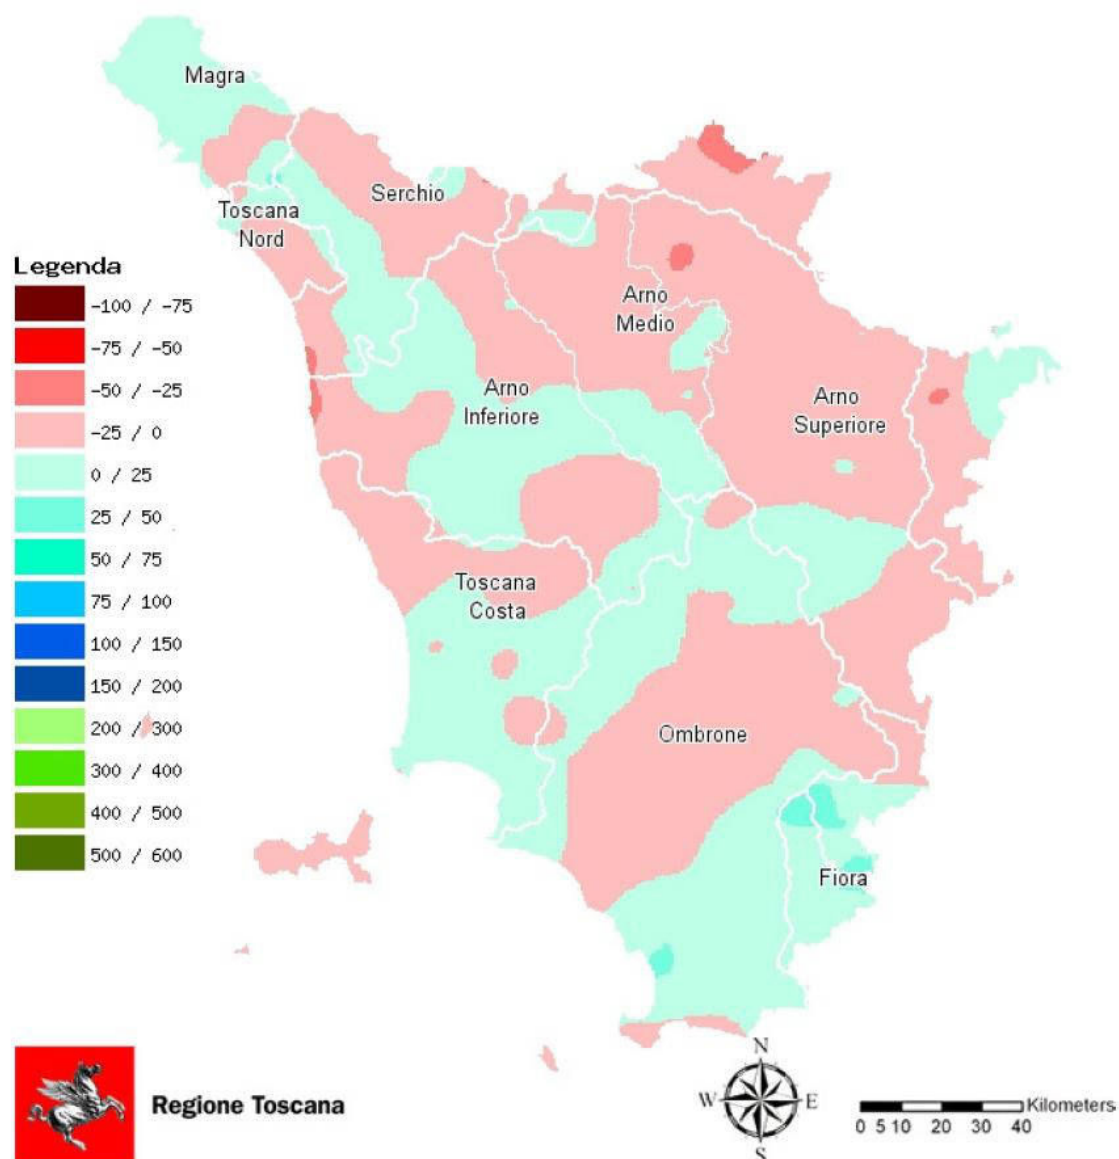 Magra
Serchio
Toscana
Nord
Legenda
-100 / -75
-75 / -50
-50 / -25
-25 / 0
0 / 25
25 / 50
50 / 75
75 / 100
100 / 150
150 / 200
200 / 300
300 / 400
400 / 500
500 / 600
Arno
Medio
Arno
Inferiore
Arno
Superiore
Toscana
Costa
Ombrone
Fiora
Regione Toscana
N
W E
S
Kilometers
0 5 10 20 30 40